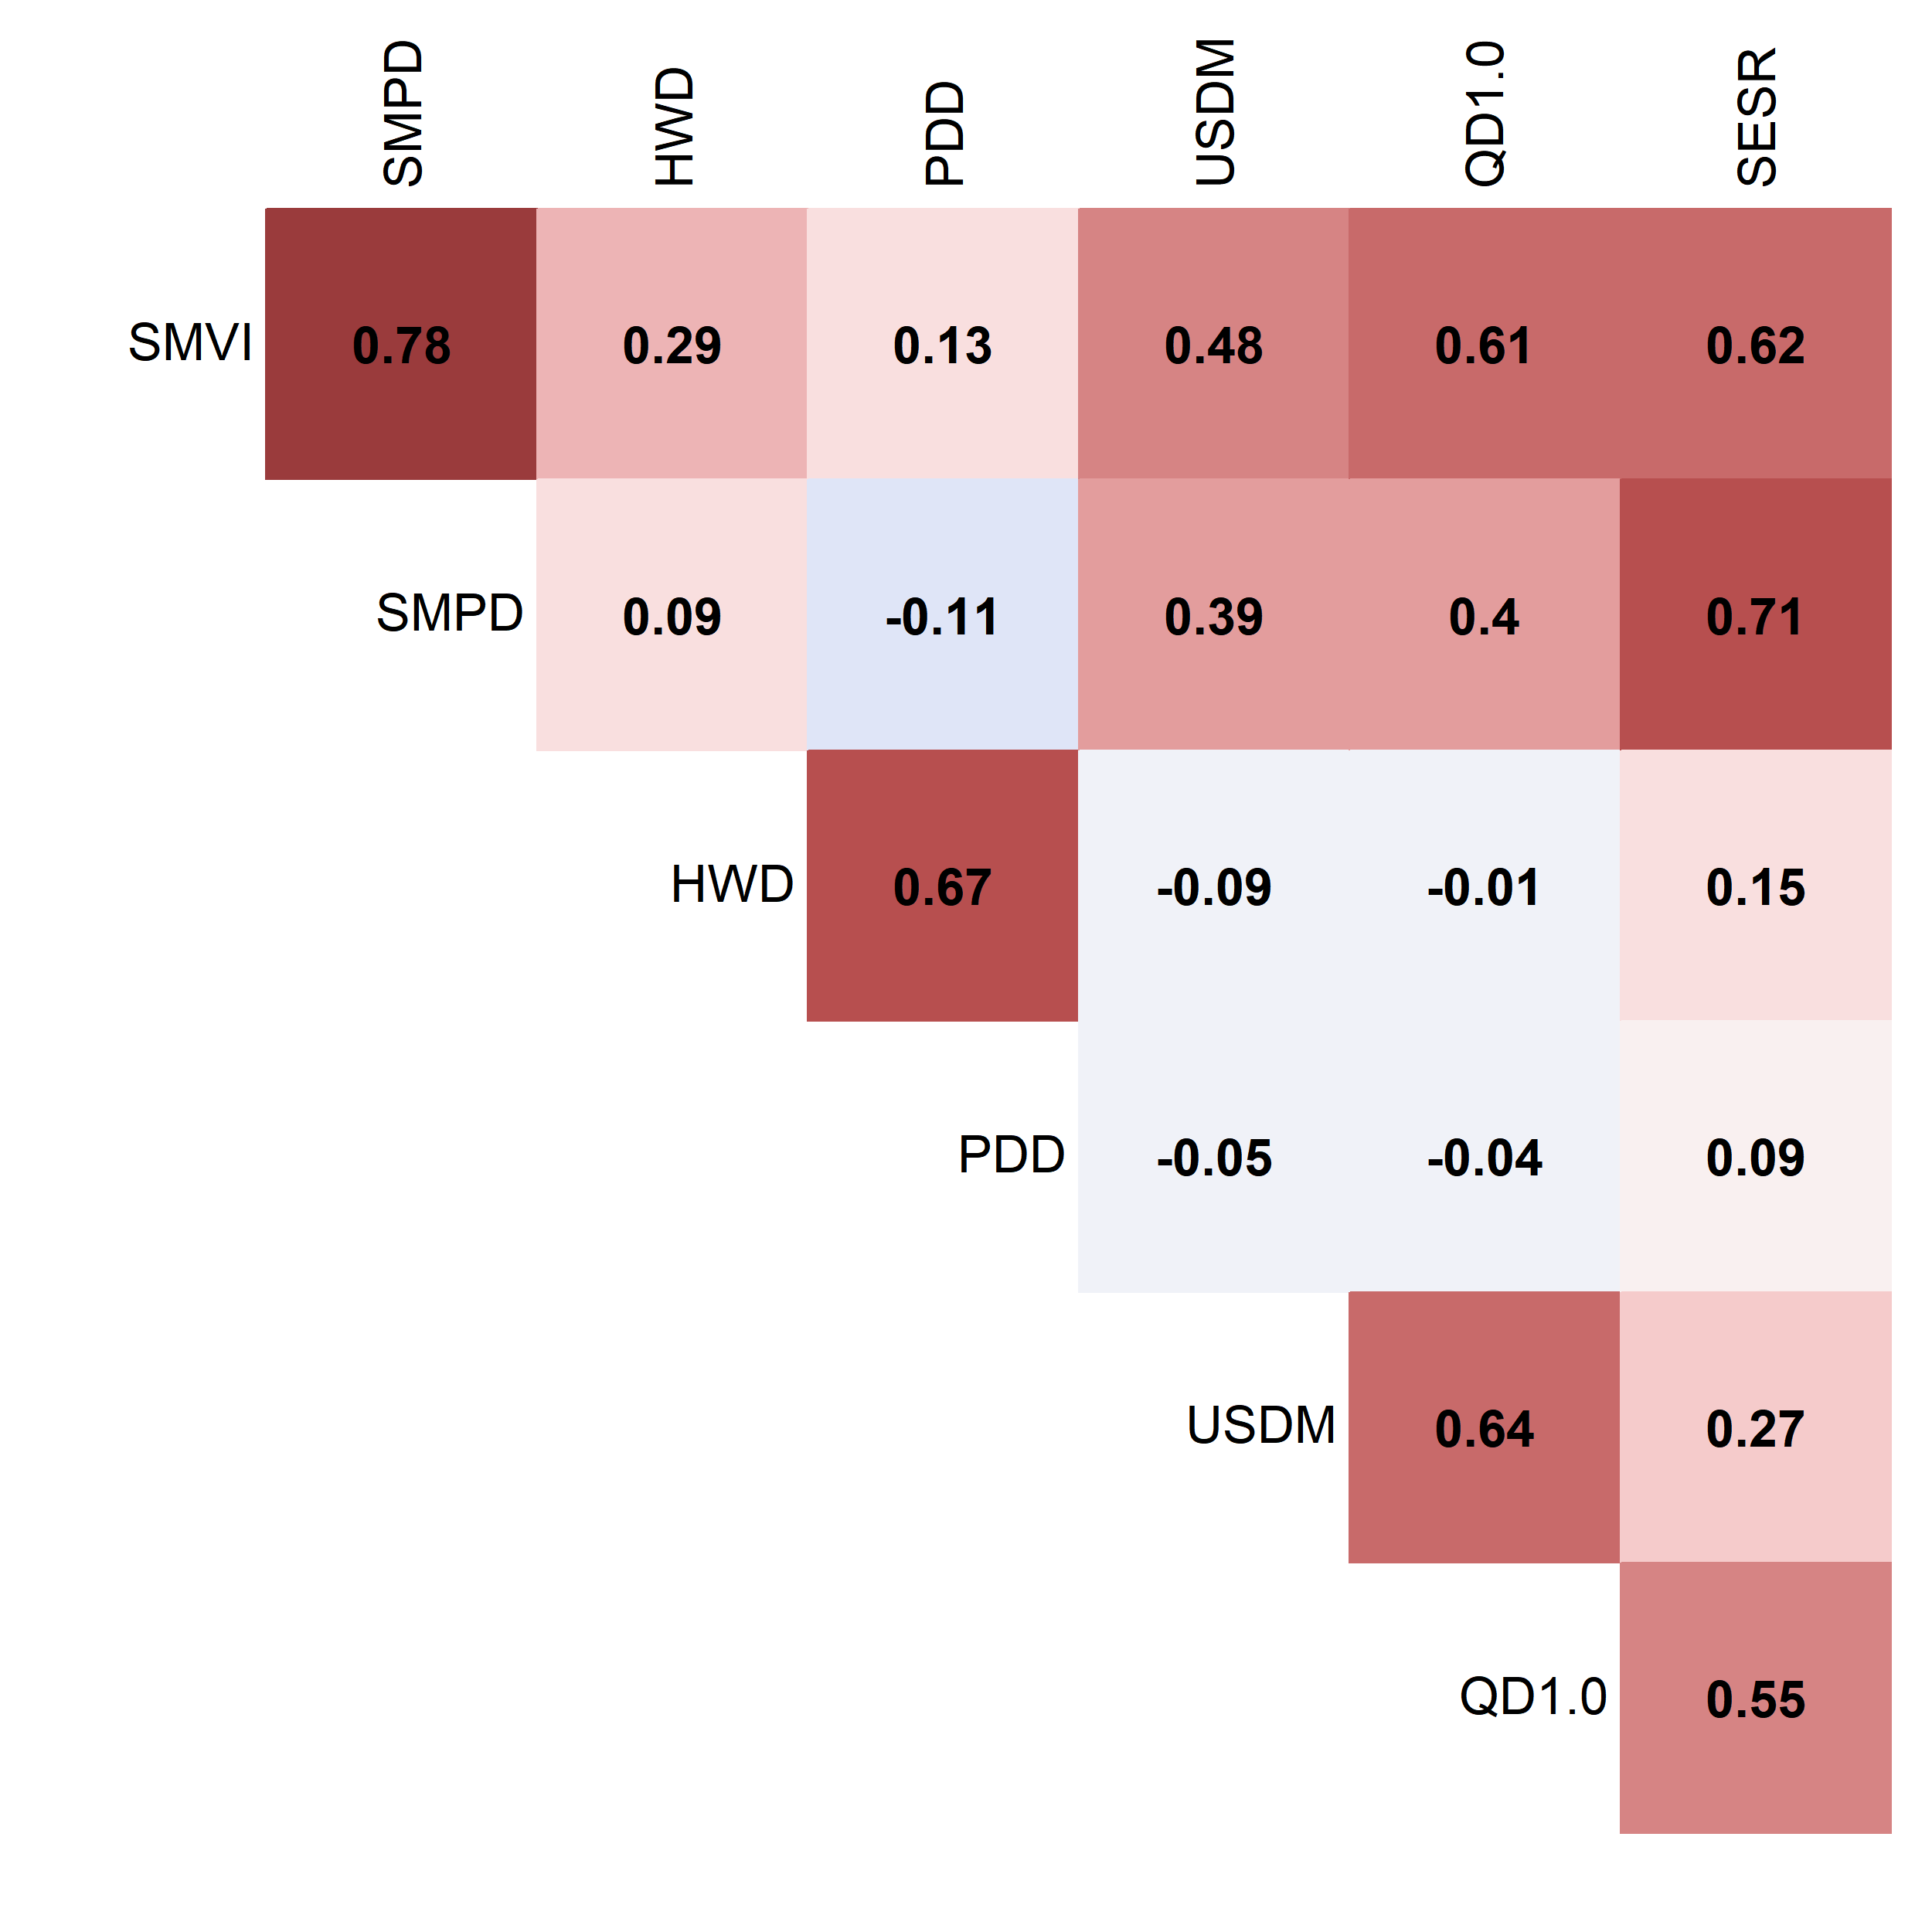 SMPD HWD PDD USDM QD1.0 SESR
SMVI 0.78 0.29 0.13 0.48 0.61 0.62
SMPD 0.09 -0.11 0.39 0.4 0.71
HWD 0.67 -0.09 -0.01 0.15
PDD -0.05 -0.04 0.09
USDM 0.64 0.27
QD1.0 0.55